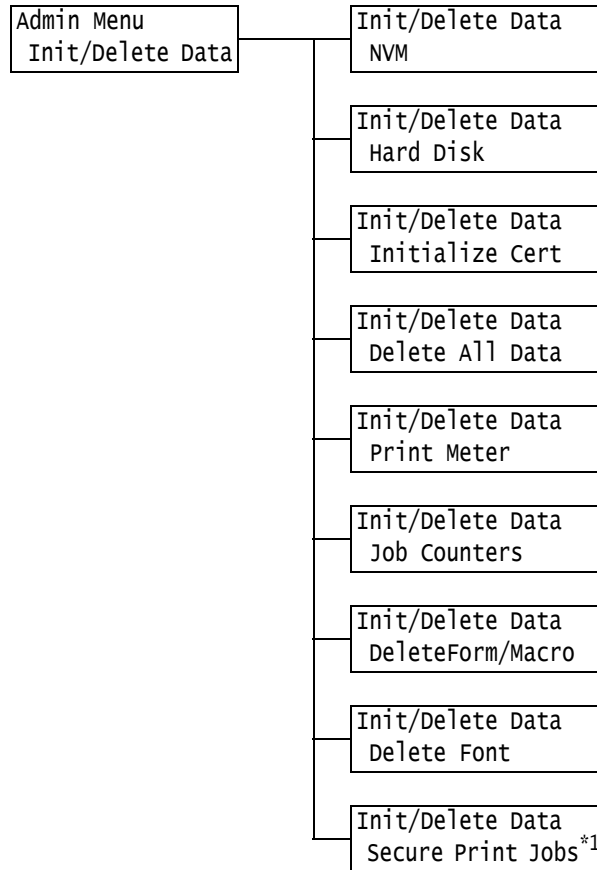 Admin Menu
Init/Delete Data
Init/Delete Data
NVM
Init/Delete Data
Hard Disk
Init/Delete Data
Initialize Cert
Init/Delete Data
Delete All Data
Init/Delete Data
Print Meter
Init/Delete Data
Job Counters
Init/Delete Data
DeleteForm/Macro
Init/Delete Data
Delete Font
Init/Delete Data
Secure Print Jobs*1